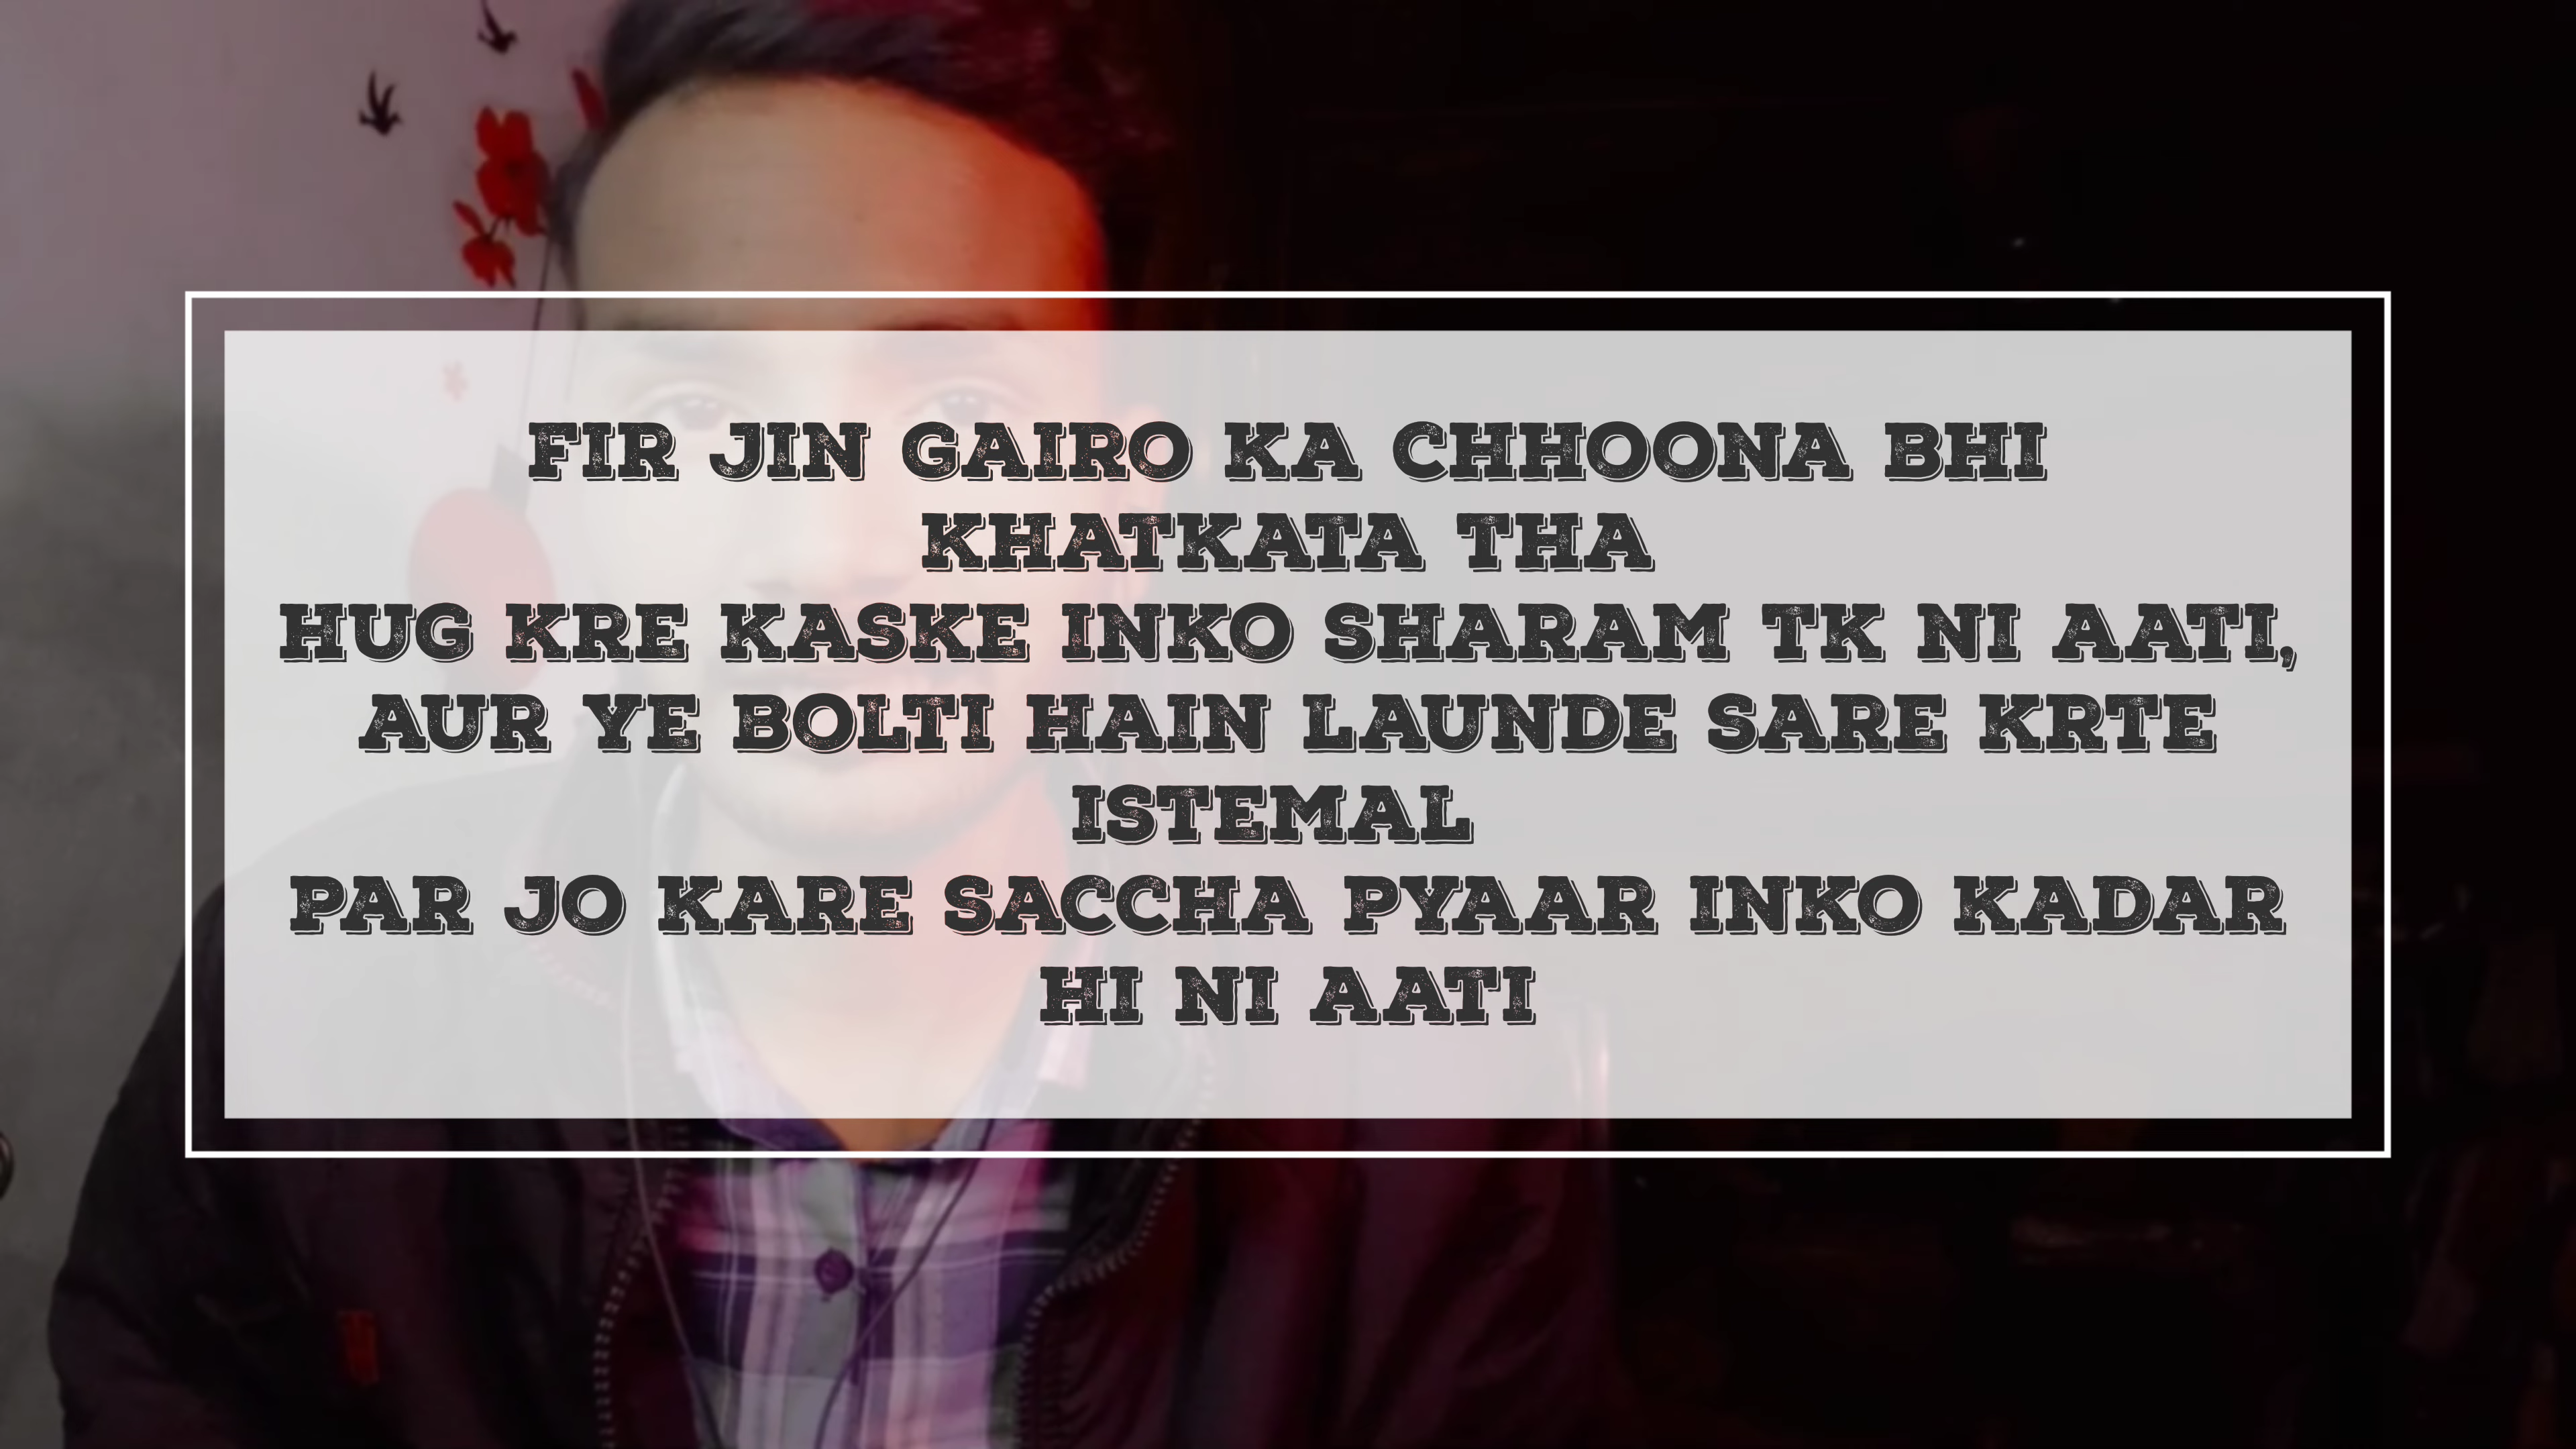 FIR JIN GAIRO KA CHHOONA BHI
KHATKATA THA
HUG KRE KASKE INKO SHARAM TK NI AATI,
AUR YE BOLTI HAIN LAUNDE SARE KRTE
ISTEMAL
PAR JO KARE SACCHA PYAAR INKO KADAR
HI NI AATI